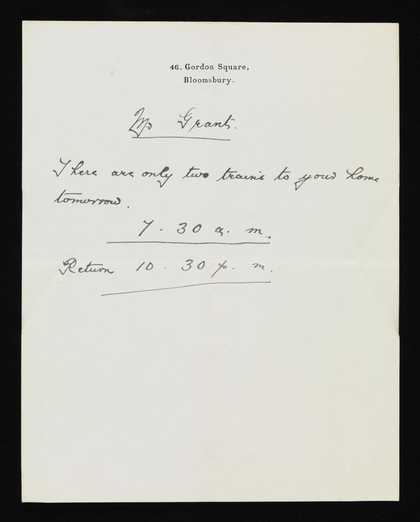 46, Gordon Square,
Bloomsbury.
Mr Grant.
There are only two trains to your home
tomorrow.
7. 30 a. m.
Return 10. 30 p. m.